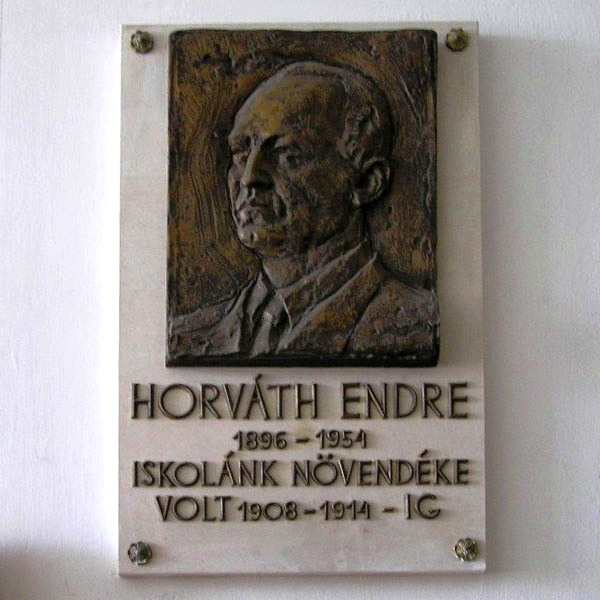 HORVÁTH ENDRE
1896 - 1954
ISKOLÁNK NÖVENDÉKE
VOLT 1908 - 1914 - IG